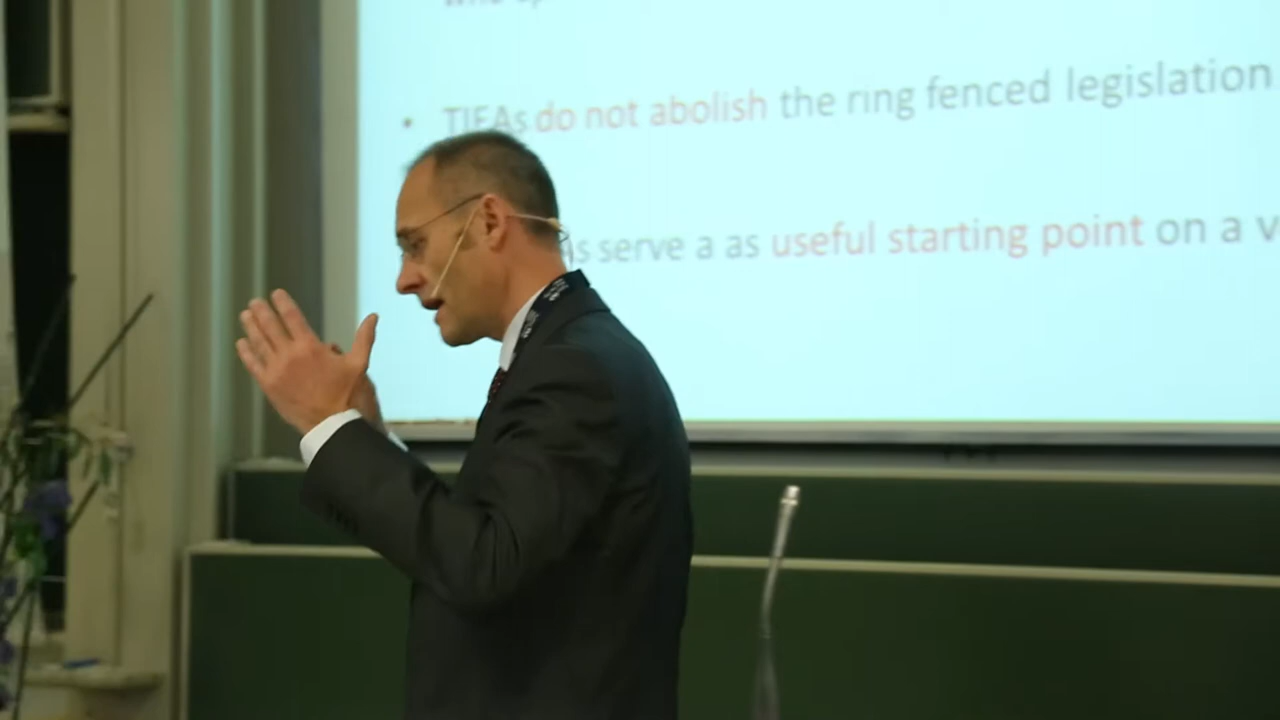 • TIEAs do not abolish the ring fenced legislation
s serve a as useful starting point on a v